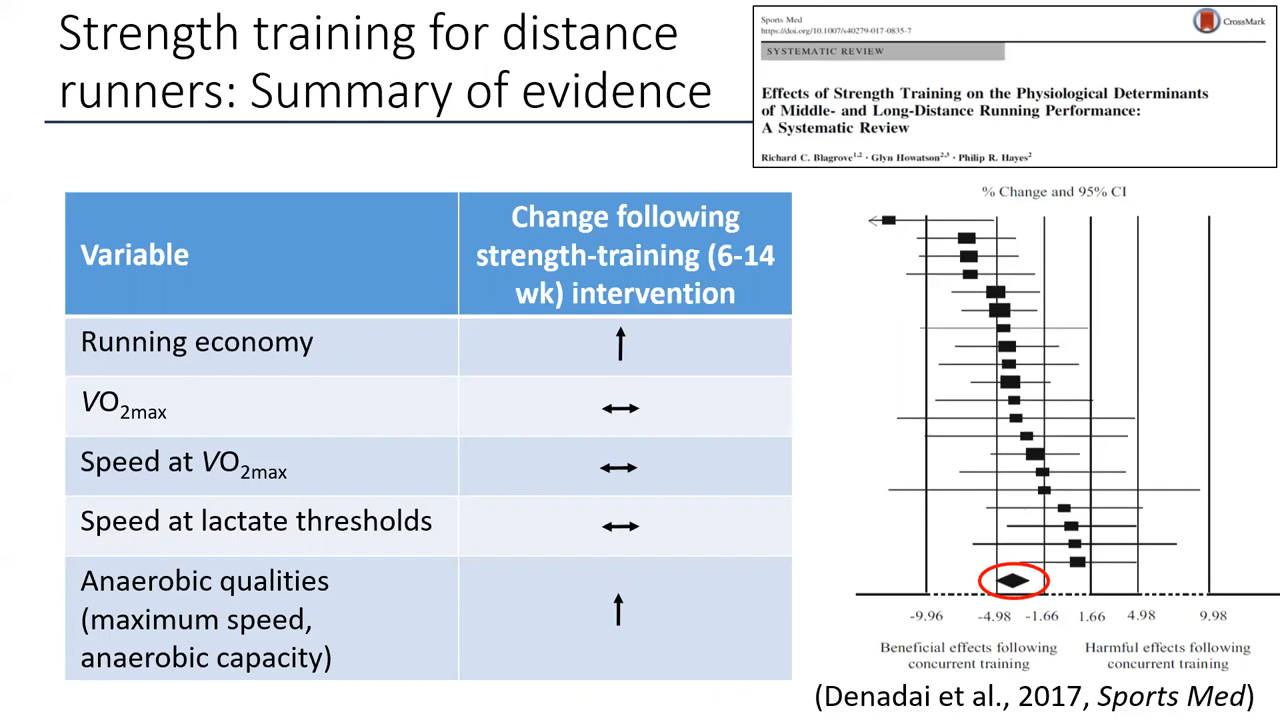 Strength training for distance
runners: Summary of evidence
Sports Med
https://doi.org/10.1007/s40279-017-0835-7
CrossMark
SYSTEMATIC REVIEW
Effects of Strength Training on the Physiological Determinants
of Middle- and Long-Distance Running Performance:
A Systematic Review
Richard C. Blagrove1,2 · Glyn Howatson2,3 · Philip R. Hayes2
Variable
Change following
strength-training (6-14
wk) intervention
Running economy
↑
VO2max
↔
Speed at VO2max
↔
Speed at lactate thresholds
↔
Anaerobic qualities
(maximum speed,
anaerobic capacity)
↑
% Change and 95% CI
-9.96 -4.98 -1.66 1.66 4.98 9.98
Beneficial effects following
concurrent training
Harmful effects following
concurrent training
(Denadai et al., 2017, Sports Med)